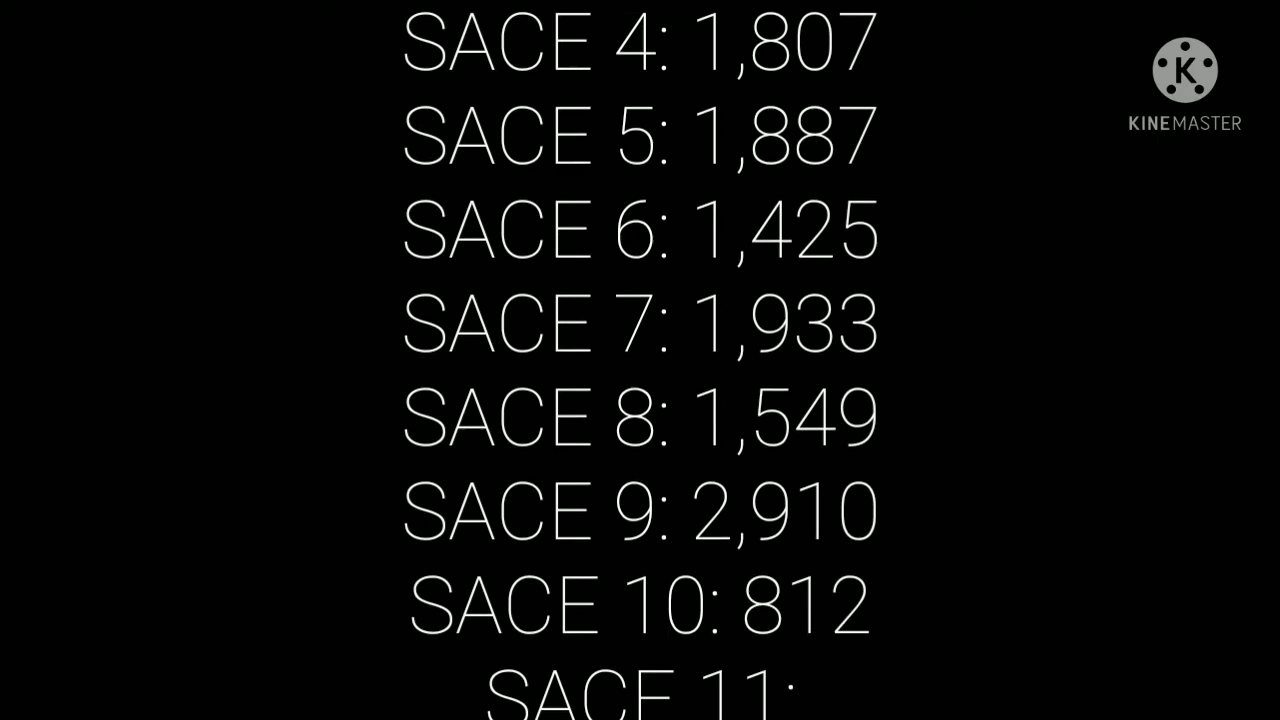 SACE 4: 1,807
K
KINEMASTER
SACE 5: 1,887
SACE 6: 1,425
SACE 7: 1,933
SACE 8: 1,549
SACE 9: 2,910
SACE 10: 812
SACE 11: